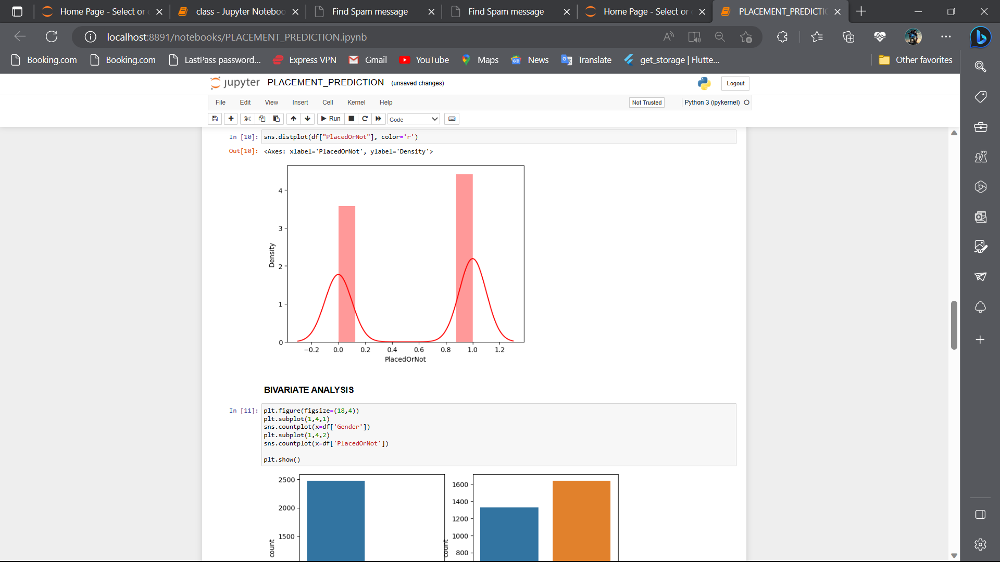 Home Page - Select or
class - Jupyter Noteboo
Find Spam message
Find Spam message
Home Page - Select or
PLACEMENT_PREDICTI
localhost:8891/notebooks/PLACEMENT_PREDICTION.ipynb
Booking.com
Booking.com
LastPass password...
Express VPN
Gmail
YouTube
Maps
News
Translate
get_storage | Flutte...
Other favorites
jupyter PLACEMENT_PREDICTION (unsaved changes)
Logout
File Edit View Insert Cell Kernel Help
Not Trusted
Python 3 (ipykernel)
Run
Code
In [10]: sns.distplot(df["PlacedOrNot"], color='r')
Out[10]: <Axes: xlabel='PlacedOrNot', ylabel='Density'>
4
3
2
1
0
Density
−0.2 0.0 0.2 0.4 0.6 0.8 1.0 1.2
PlacedOrNot
BIVARIATE ANALYSIS
In [11]: plt.figure(figsize=(18,4))
plt.subplot(1,4,1)
sns.countplot(x=df['Gender'])
plt.subplot(1,4,2)
sns.countplot(x=df['PlacedOrNot'])
plt.show()
2500
2000
1500
count
1600
1400
1200
1000
800
count